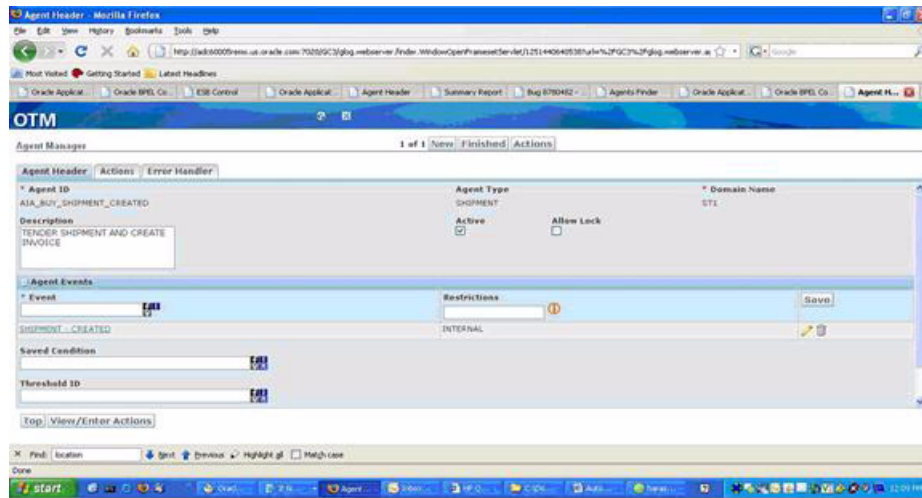 Agent Header - Mozilla Firefox
File Edit View History Bookmarks Tools Help
Most Visited Getting Started Latest Headlines
Oracle Applicat... Oracle BPEL Co... ESB Control Oracle Applicat... Agent Header Summary Report Bug 8780482 - ... Agents Finder Oracle Applicat... Oracle BPEL Co... Agent H...
OTM
Agent Manager 1 of 1 New Finished Actions
Agent Header Actions Error Handler
* Agent ID Agent Type * Domain Name
AIA_BUY_SHIPMENT_CREATED SHIPMENT ST1
Description Active Allow Lock
TENDER SHIPMENT AND CREATE
INVOICE
Agent Events
* Event Restrictions Save
SHIPMENT - CREATED INTERNAL
Saved Condition
Threshold ID
Top View/Enter Actions
Find: location Next Previous Highlight all Match case
Done
start Agent ...